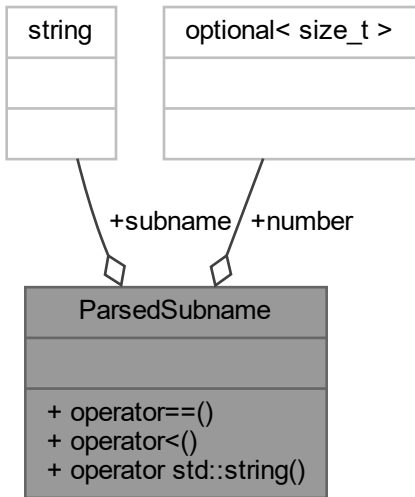 string
optional< size_t >
+subname
+number
ParsedSubname
+ operator==()
+ operator<()
+ operator std::string()